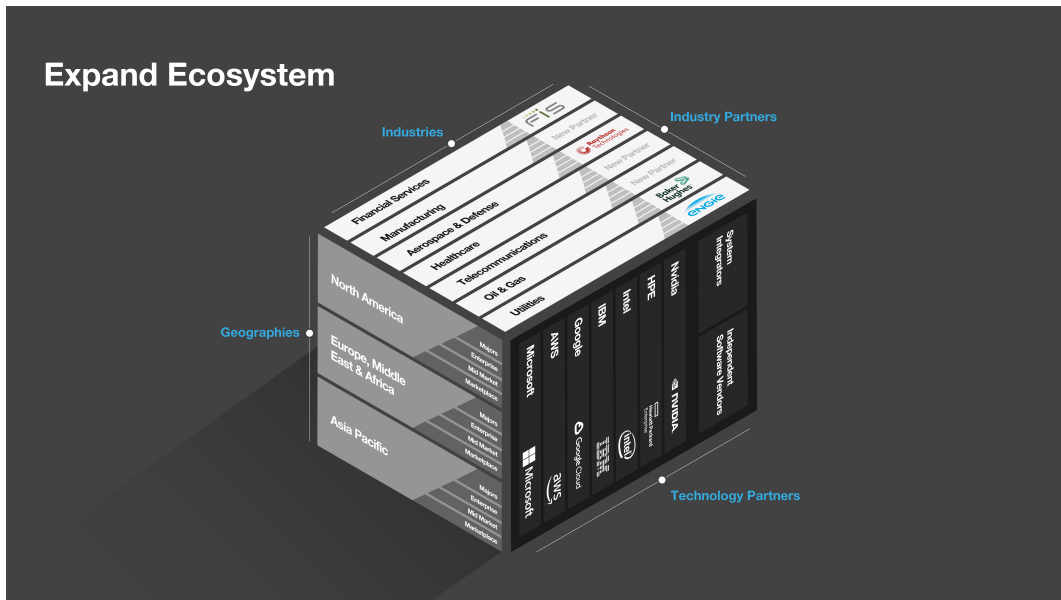 Expand Ecosystem
Industries
Industry Partners
Geographies
Technology Partners
Financial Services
FIS
Manufacturing
New Partner
Aerospace & Defense
Raytheon
Technologies
Healthcare
New Partner
Telecommunications
New Partner
Oil & Gas
Baker
Hughes
Utilities
ENGIE
North America
Majors
Enterprise
Mid Market
Marketplace
Europe, Middle
East & Africa
Majors
Enterprise
Mid Market
Marketplace
Asia Pacific
Majors
Enterprise
Mid Market
Marketplace
Microsoft
Microsoft
AWS
aws
Google
Google Cloud
IBM
IBM
Intel
intel
HPE
Hewlett Packard
Enterprise
Nvidia
NVIDIA
System
Integrators
Independent
Software Vendors